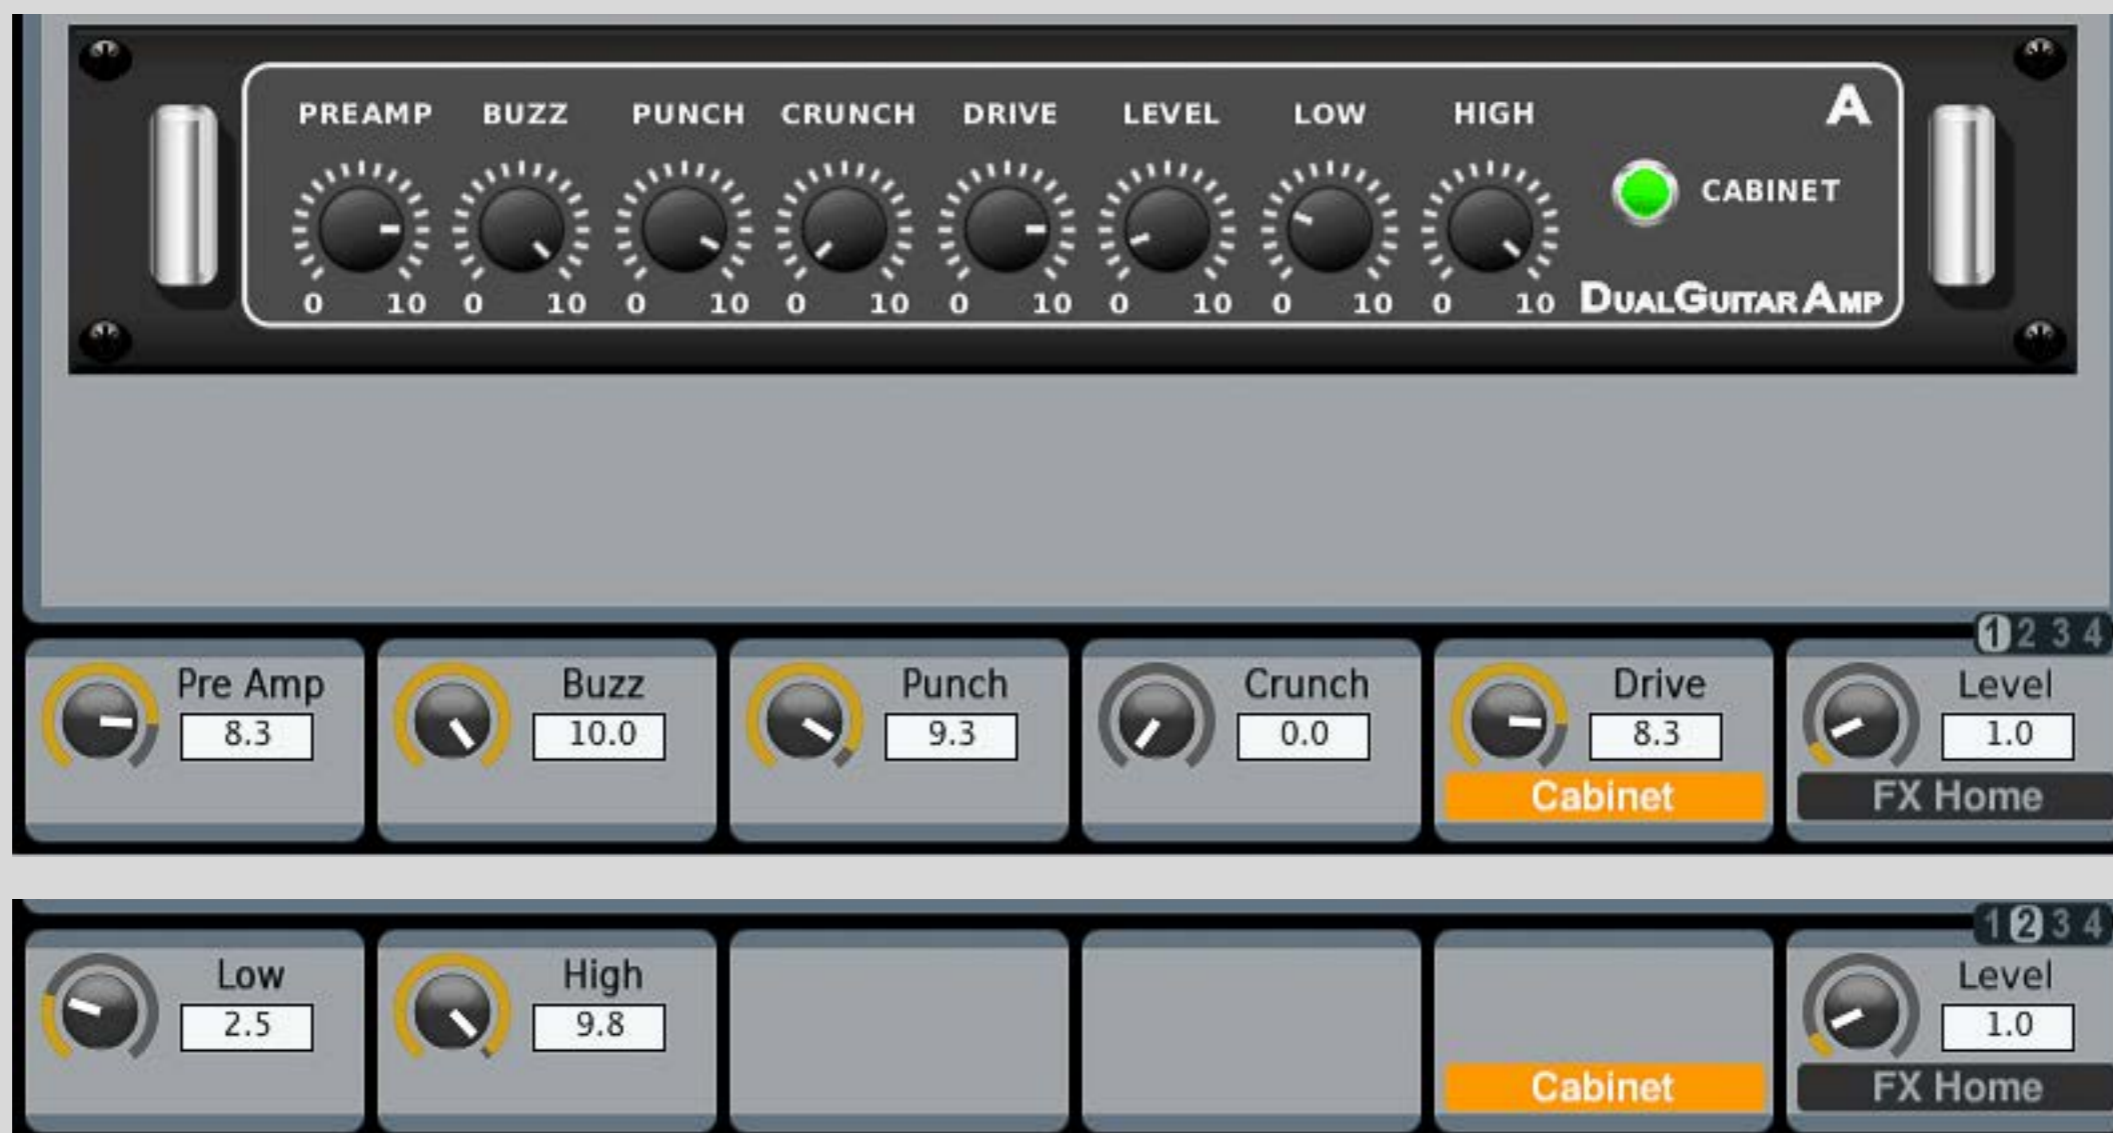 A
PREAMP BUZZ PUNCH CRUNCH DRIVE LEVEL LOW HIGH
CABINET
0 10 0 10 0 10 0 10 0 10 0 10 0 10 0 10
DUALGUITARAMP
1 2 3 4
Pre Amp Buzz Punch Crunch Drive Level
8.3 10.0 9.3 0.0 8.3 1.0
Cabinet FX Home
1 2 3 4
Low High Level
2.5 9.8 1.0
Cabinet FX Home